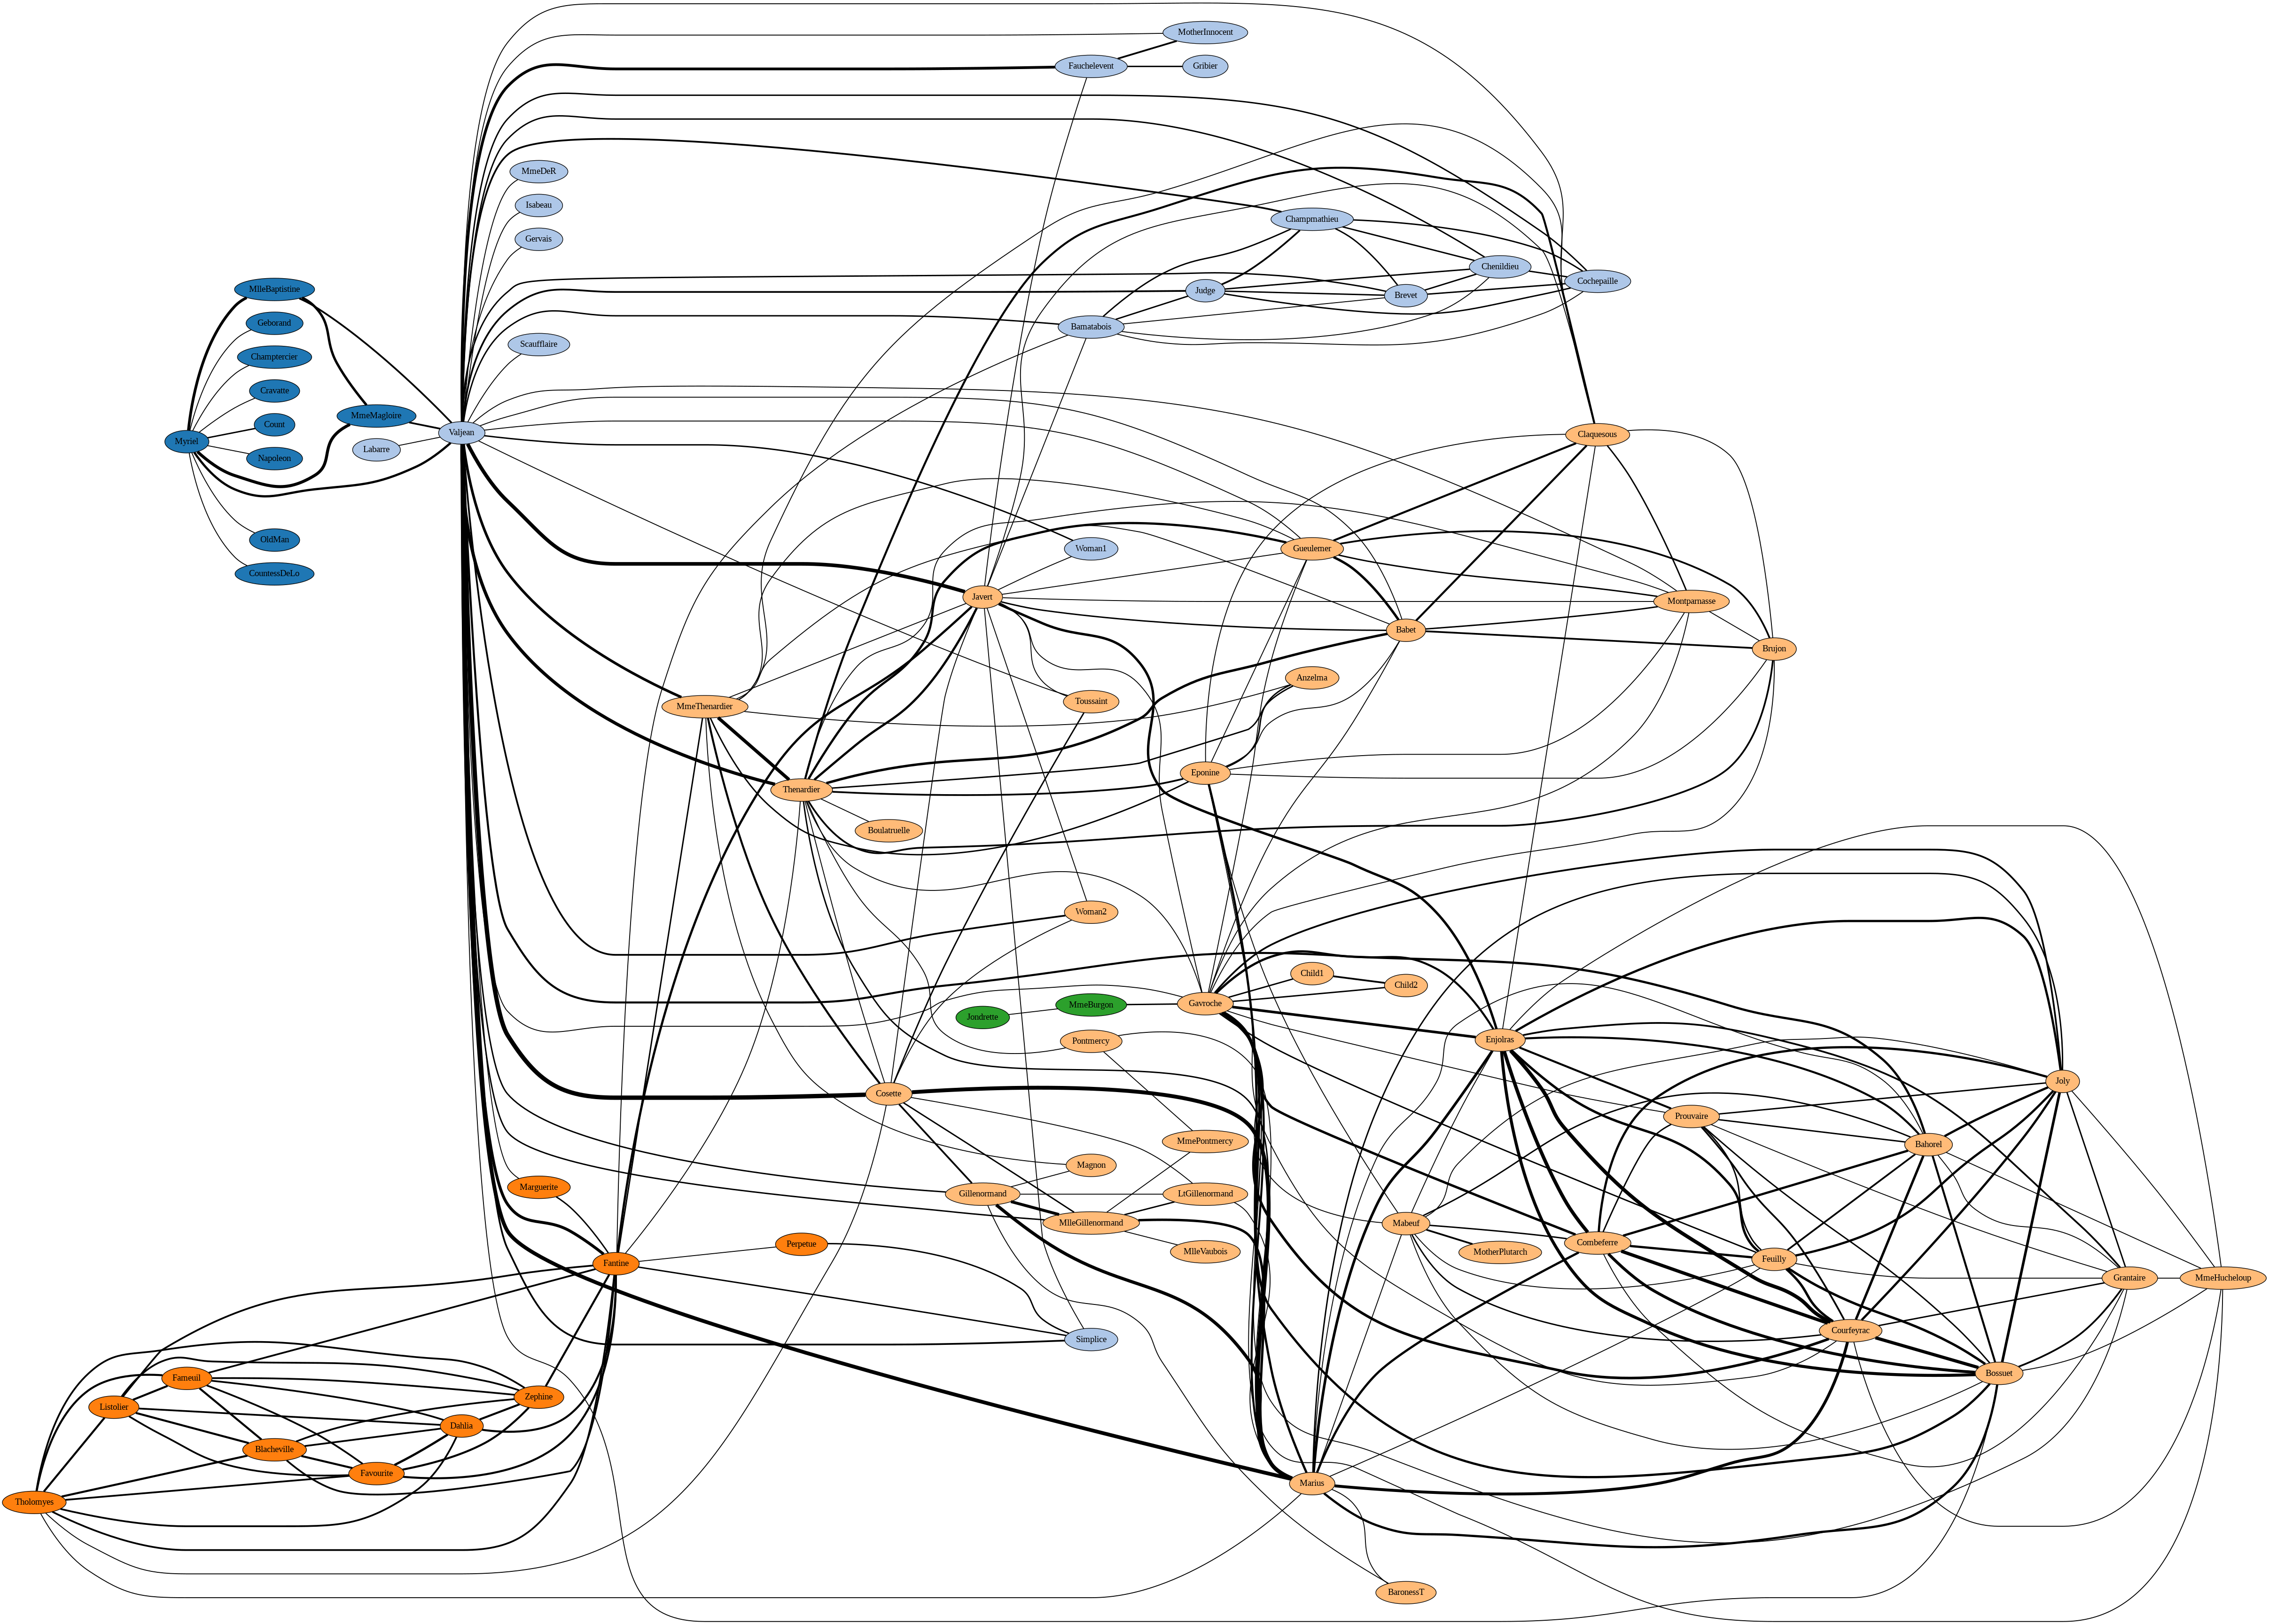 MotherInnocent
Fauchelevent
Gribier
MmeDeR
Isabeau
Champmathieu
Gervais
Chenildieu
Cochepaille
MlleBaptistine
Judge
Brevet
Geborand
Bamatabois
Scaufflaire
Champtercier
Cravatte
MmeMagloire
Count
Valjean
Claquesous
Myriel
Labarre
Napoleon
OldMan
Woman1
Gueulemer
CountessDeLo
Javert
Montparnasse
Babet
Brujon
Anzelma
Toussaint
MmeThenardier
Eponine
Thenardier
Boulatruelle
Woman2
Child1
Child2
Gavroche
MmeBurgon
Jondrette
Pontmercy
Enjolras
Joly
Cosette
Prouvaire
MmePontmercy
Bahorel
Magnon
Marguerite
Gillenormand
LtGillenormand
MlleGillenormand
Mabeuf
Perpetue
Combeferre
MlleVaubois
MotherPlutarch
Feuilly
Fantine
Grantaire
MmeHucheloup
Courfeyrac
Simplice
Bossuet
Fameuil
Zephine
Listolier
Dahlia
Blacheville
Favourite
Marius
Tholomyes
BaronessT